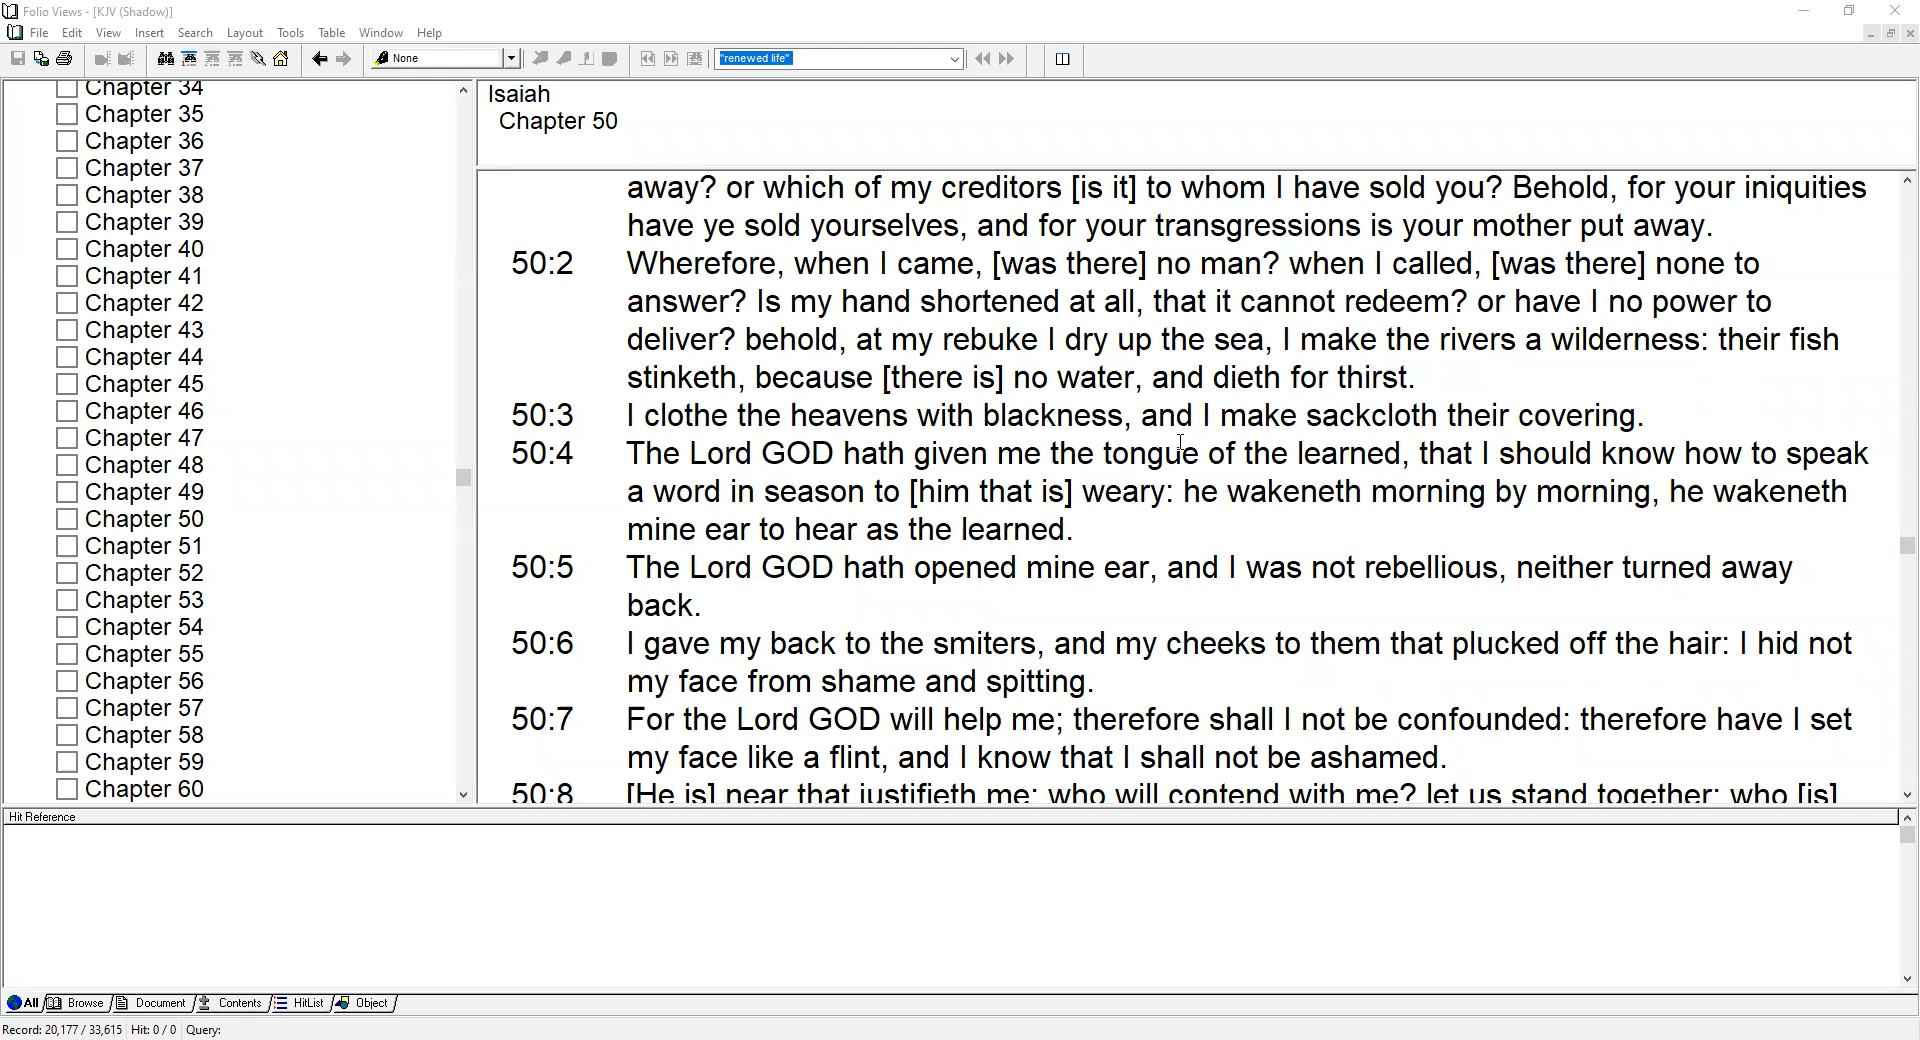 Folio Views - [KJV (Shadow)]
File Edit View Insert Search Layout Tools Table Window Help
None
"renewed life"
Chapter 34
Chapter 35
Chapter 36
Chapter 37
Chapter 38
Chapter 39
Chapter 40
Chapter 41
Chapter 42
Chapter 43
Chapter 44
Chapter 45
Chapter 46
Chapter 47
Chapter 48
Chapter 49
Chapter 50
Chapter 51
Chapter 52
Chapter 53
Chapter 54
Chapter 55
Chapter 56
Chapter 57
Chapter 58
Chapter 59
Chapter 60
Isaiah
Chapter 50
away? or which of my creditors [is it] to whom I have sold you? Behold, for your iniquities
have ye sold yourselves, and for your transgressions is your mother put away.
50:2 Wherefore, when I came, [was there] no man? when I called, [was there] none to
answer? Is my hand shortened at all, that it cannot redeem? or have I no power to
deliver? behold, at my rebuke I dry up the sea, I make the rivers a wilderness: their fish
stinketh, because [there is] no water, and dieth for thirst.
50:3 I clothe the heavens with blackness, and I make sackcloth their covering.
50:4 The Lord GOD hath given me the tongue of the learned, that I should know how to speak
a word in season to [him that is] weary: he wakeneth morning by morning, he wakeneth
mine ear to hear as the learned.
50:5 The Lord GOD hath opened mine ear, and I was not rebellious, neither turned away
back.
50:6 I gave my back to the smiters, and my cheeks to them that plucked off the hair: I hid not
my face from shame and spitting.
50:7 For the Lord GOD will help me; therefore shall I not be confounded: therefore have I set
my face like a flint, and I know that I shall not be ashamed.
50:8 [He is] near that justifieth me; who will contend with me? let us stand together: who [is]
Hit Reference
All Browse Document Contents HitList Object
Record: 20,177 / 33,615 Hit: 0 / 0 Query: